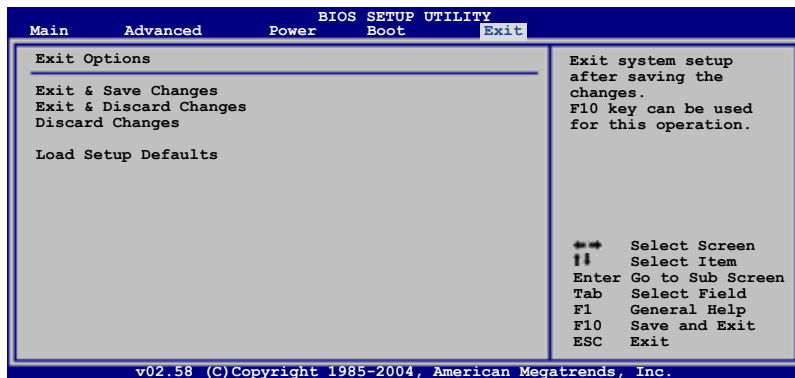 BIOS SETUP UTILITY
Main Advanced Power Boot Exit
Exit Options
Exit & Save Changes
Exit & Discard Changes
Discard Changes
Load Setup Defaults
Exit system setup
after saving the
changes.
F10 key can be used
for this operation.
←→ Select Screen
↑↓ Select Item
Enter Go to Sub Screen
Tab Select Field
F1 General Help
F10 Save and Exit
ESC Exit
v02.58 (C)Copyright 1985-2004, American Megatrends, Inc.